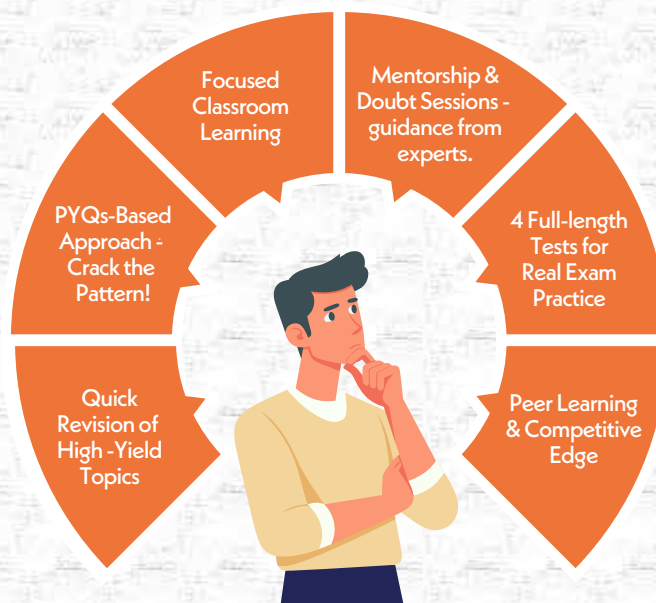 Focused
Classroom
Learning
Mentorship &
Doubt Sessions -
guidance from
experts.
PYQs-Based
Approach -
Crack the
Pattern!
4 Full-length
Tests for
Real Exam
Practice
Quick
Revision of
High -Yield
Topics
Peer Learning
& Competitive
Edge